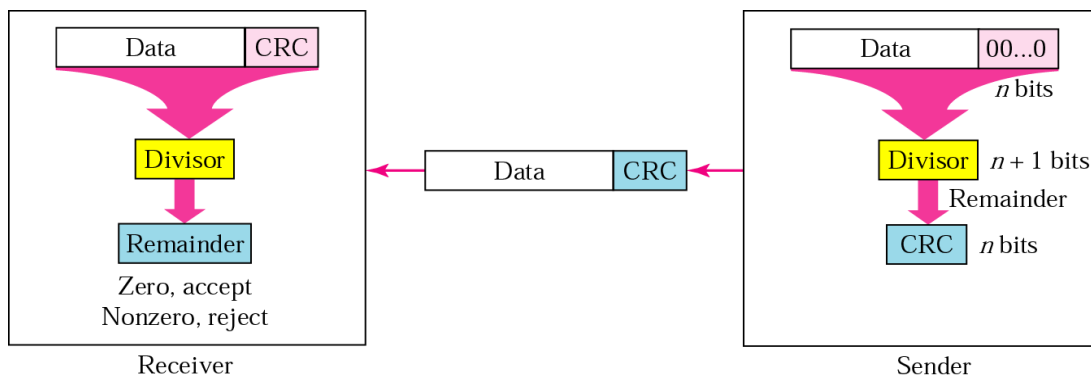 Data CRC
Divisor
Remainder
Zero, accept
Nonzero, reject
Receiver
Data CRC
Data 00...0
n bits
Divisor n + 1 bits
Remainder
CRC n bits
Sender